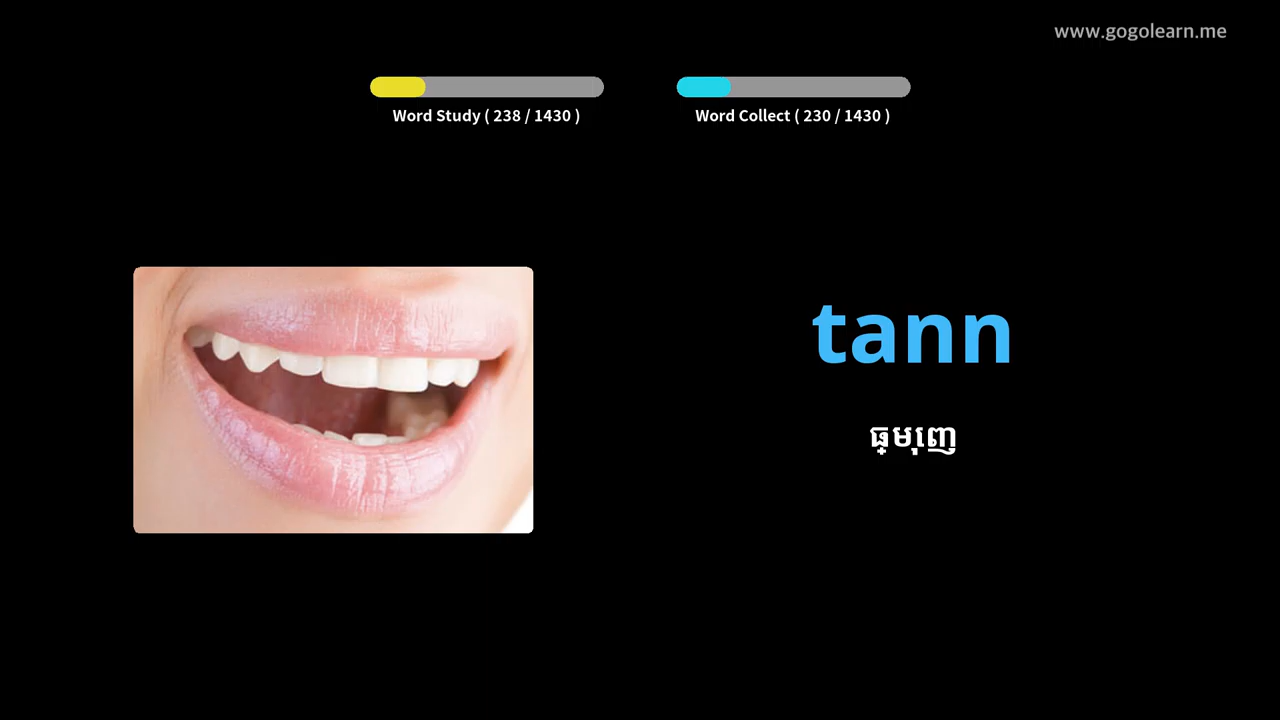 www.gogolearn.me
Word Study ( 238 / 1430 )
Word Collect ( 230 / 1430 )
tann
ធ្មេញ